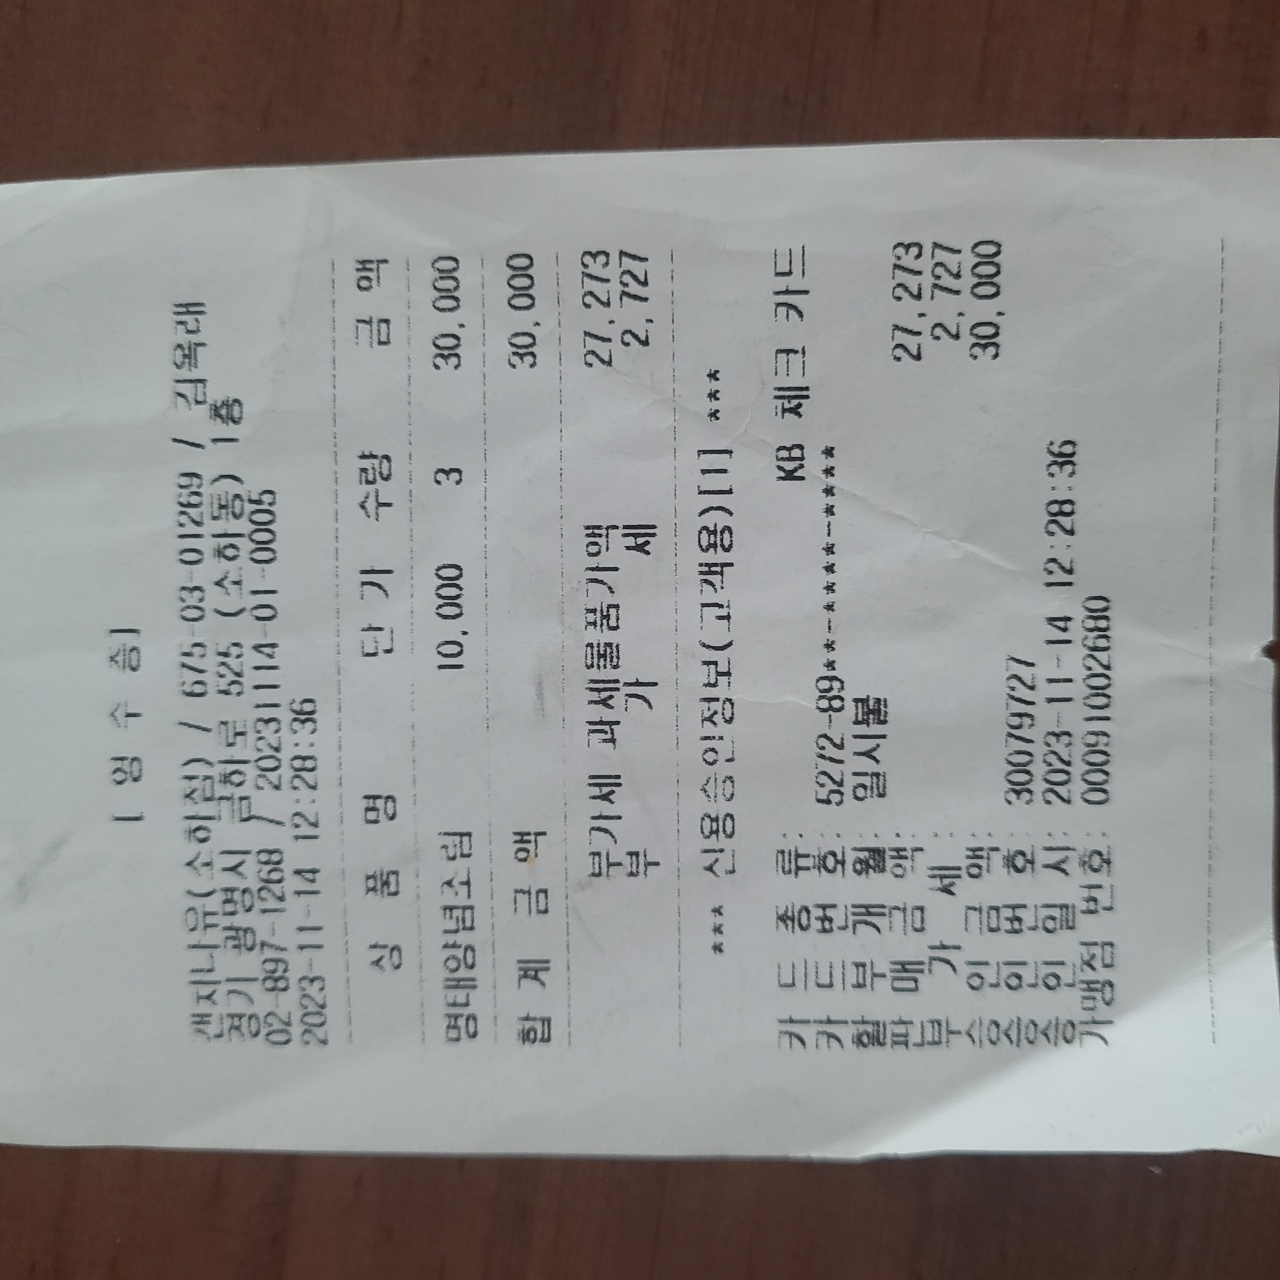 [ 영 수 증]
캔지나유(소하점) / 675-03-01269 / 김옥래
경기 광명시 금하로 525 (소하동) 1층
02-897-1268 / 20231114-01-0005
2023-11-14 12:28:36
상 품 명 단 가 수량 금 액
명태양념조림 10,000 3 30,000
합 계 금 액 30,000
부가세 과세물품가액 27,273
부 가 세 2,727
*** 신용승인정보(고객용)[1] ***
카 드 종 류: KB 체크 카드
카 드 번 호: 5272-89**-****-****
할 부 개 월: 일시불
판 매 금 액: 27,273
부 가 세: 2,727
승 인 금 액: 30,000
승 인 번 호: 30079727
승 인 일 시: 2023-11-14 12:28:36
가맹점 번호: 00091002680